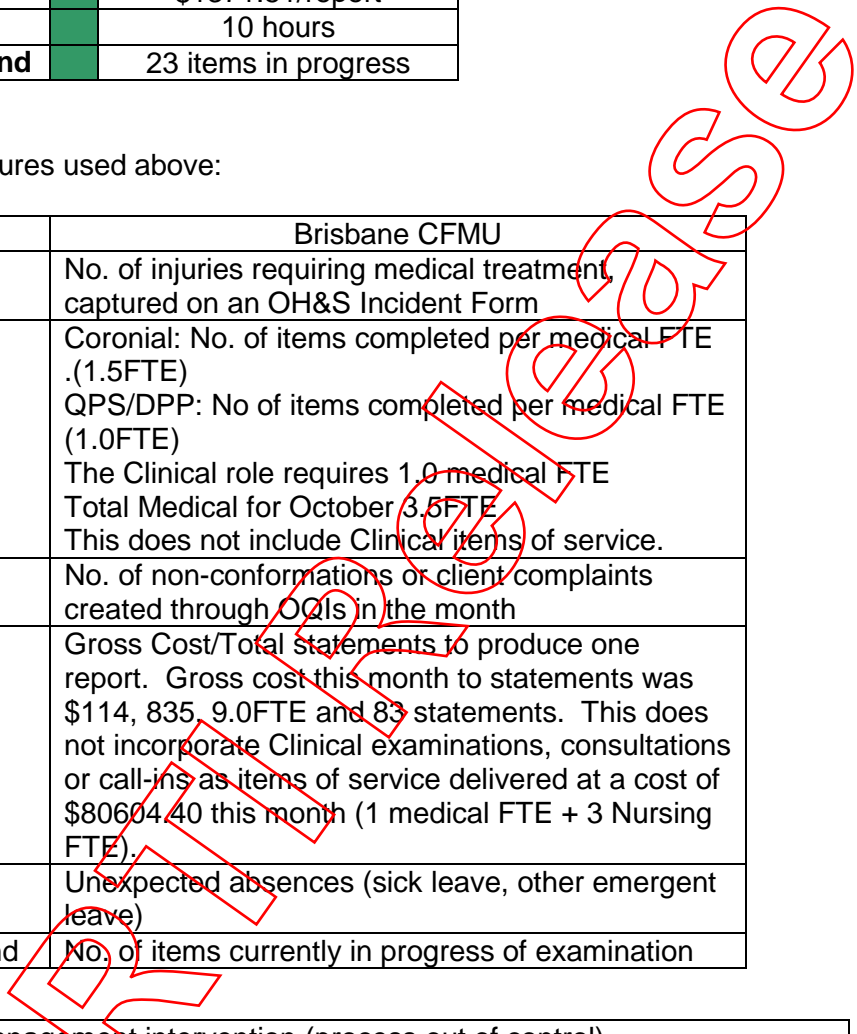 10 hours
nd 23 items in progress
ures used above:
Brisbane CFMU
No. of injuries requiring medical treatment,
captured on an OH&S Incident Form
Coronial: No. of items completed per medical FTE
.(1.5FTE)
QPS/DPP: No of items completed per medical FTE
(1.0FTE)
The Clinical role requires 1.0 medical FTE
Total Medical for October 3.5FTE
This does not include Clinical items of service.
No. of non-conformations or client complaints
created through OQIs in the month
Gross Cost/Total statements to produce one
report.  Gross cost this month to statements was
$114, 835, 9.0FTE and 83 statements.  This does
not incorporate Clinical examinations, consultations
or call-ins as items of service delivered at a cost of
$80604.40 this month (1 medical FTE + 3 Nursing
FTE).
Unexpected absences (sick leave, other emergent
leave)
nd No. of items currently in progress of examination
RTI Release